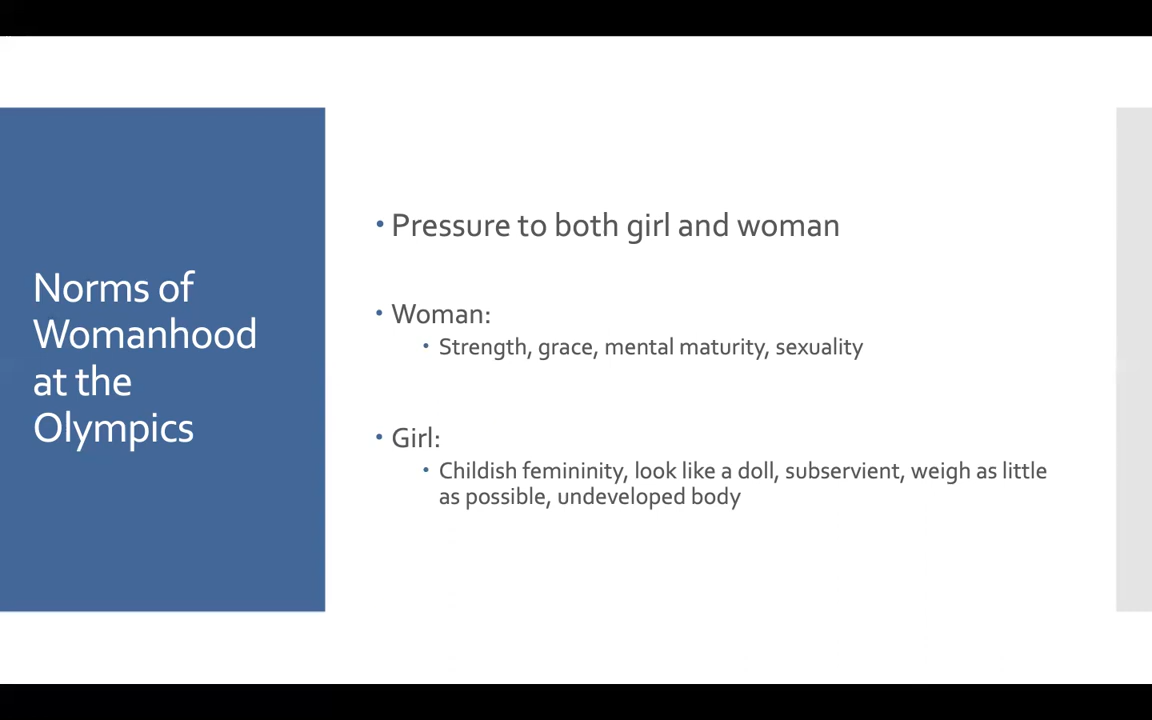 Norms of
Womanhood
at the
Olympics
• Pressure to both girl and woman
• Woman:
• Strength, grace, mental maturity, sexuality
• Girl:
• Childish femininity, look like a doll, subservient, weigh as little
as possible, undeveloped body